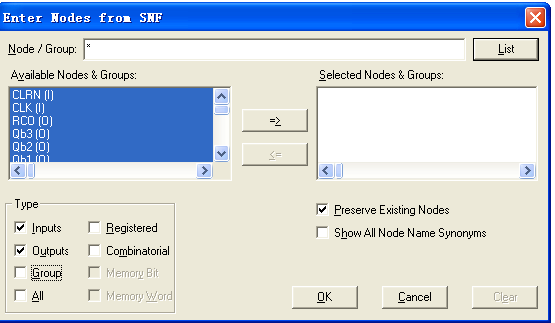 Enter Nodes from SNF
Node / Group: * List
Available Nodes & Groups: Selected Nodes & Groups:
CLRN (I)
CLK (I)
RCO (O)
Qb3 (O)
Qb2 (O)
Qb1 (O)
=>
<=
Type
Inputs Registered
Outputs Combinatorial
Group Memory Bit
All Memory Word
Preserve Existing Nodes
Show All Node Name Synonyms
OK Cancel Clear